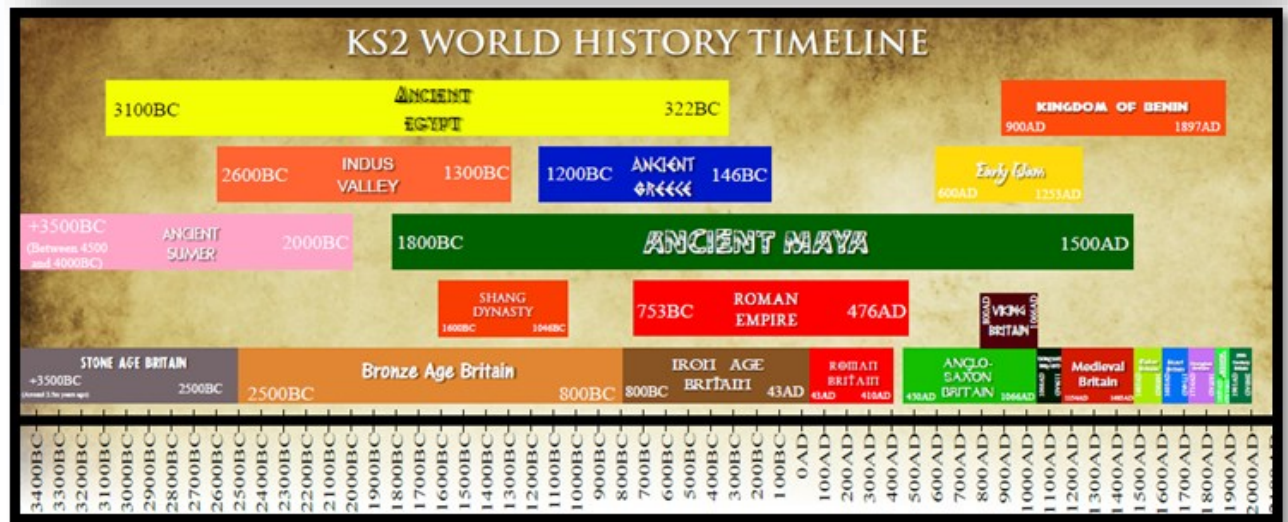 KS2 WORLD HISTORY TIMELINE
3100BC
ANCIENT
EGYPT
322BC
KINGDOM OF BENIN
900AD
1897AD
2600BC
INDUS
VALLEY
1300BC
1200BC
ANCIENT
GREECE
146BC
Early Islam
600AD
1253AD
+3500BC
(Between 4500
and 4000BC)
ANCIENT
SUMER
2000BC
1800BC
ANCIENT MAYA
1500AD
SHANG
DYNASTY
1600BC
1046BC
753BC
ROMAN
EMPIRE
476AD
800AD
VIKING
BRITAIN
1066AD
STONE AGE BRITAIN
+3500BC
2500BC
Bronze Age Britain
2500BC
800BC
IRON AGE
BRITAIN
800BC
43AD
ROMAN
BRITAIN
43AD
410AD
ANGLO-
SAXON
BRITAIN
450AD
1066AD
Medieval
Britain
1154AD
1485AD
3400BC
3300BC
3200BC
3100BC
3000BC
2900BC
2800BC
2700BC
2600BC
2500BC
2400BC
2300BC
2200BC
2100BC
2000BC
1900BC
1800BC
1700BC
1600BC
1500BC
1400BC
1300BC
1200BC
1100BC
1000BC
900BC
800BC
700BC
600BC
500BC
400BC
300BC
200BC
100BC
0AD
100AD
200AD
300AD
400AD
500AD
600AD
700AD
800AD
900AD
1000AD
1100AD
1200AD
1300AD
1400AD
1500AD
1600AD
1700AD
1800AD
1900AD
2000AD